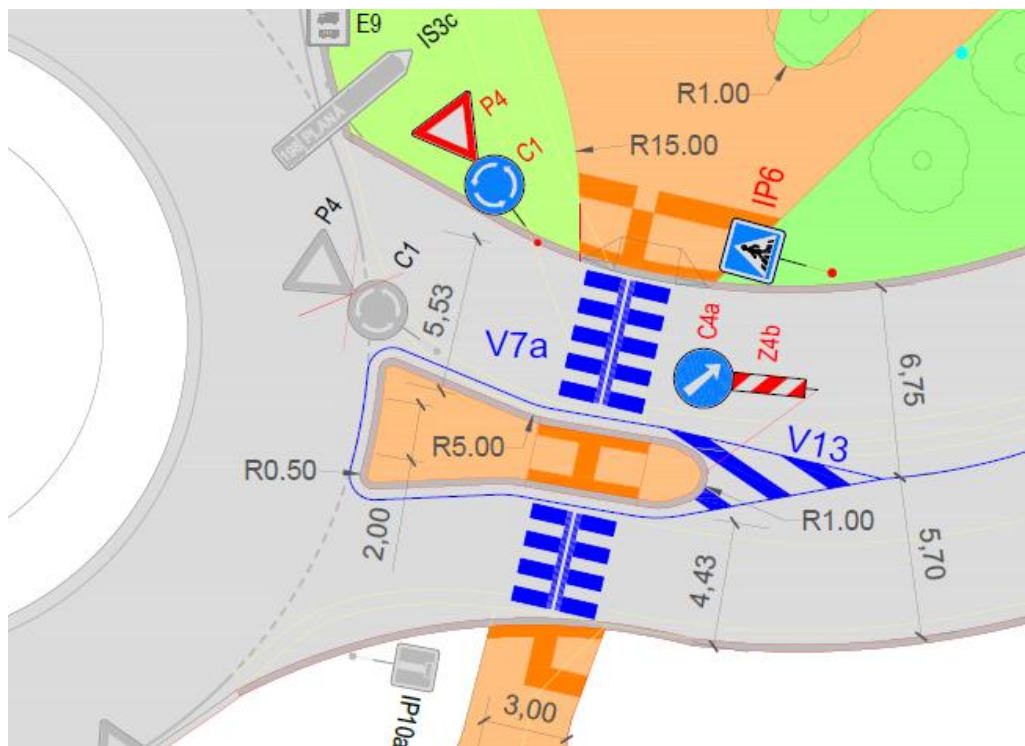 E9
IS3c
198 PLANA
P4
C1
R1.00
R15.00
IP6
P4
C1
5,53
V7a
C4a
Z4b
6,75
V13
R5.00
R0.50
R1.00
2,00
4,43
5,70
IP10a
3,00